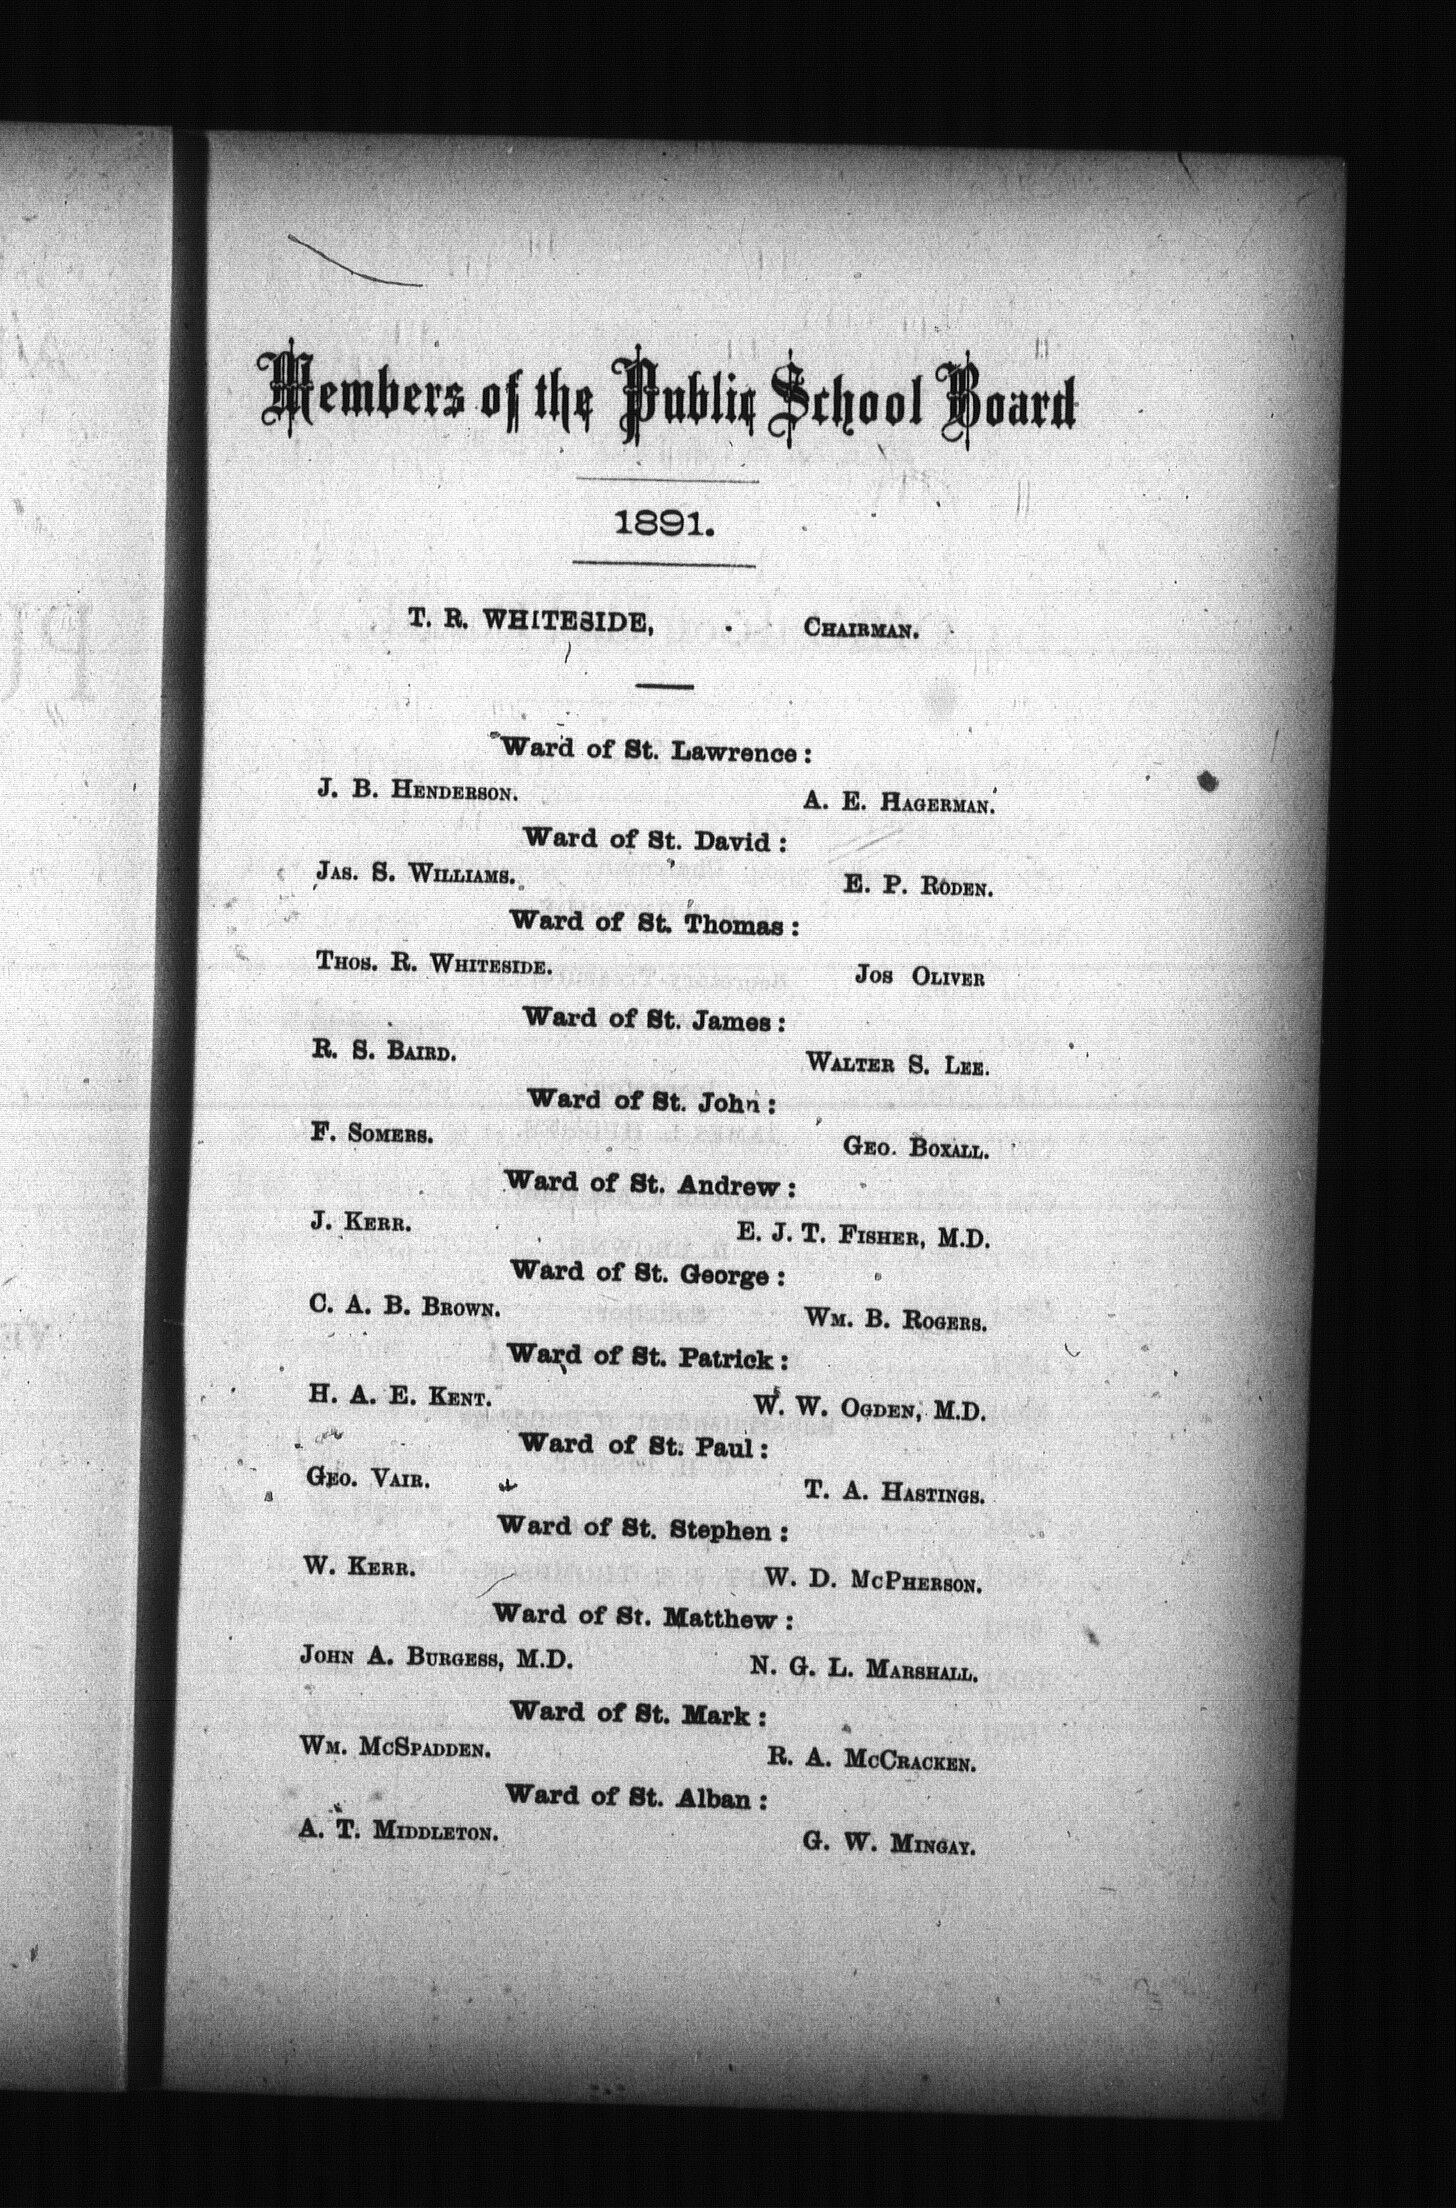 Members of the Public School Board
1891.
T. R. WHITESIDE, · CHAIRMAN.
Ward of St. Lawrence:
J. B. HENDERSON. A. E. HAGERMAN.
Ward of St. David:
JAS. S. WILLIAMS. E. P. RODEN.
Ward of St. Thomas:
THOS. R. WHITESIDE. JOS OLIVER
Ward of St. James:
R. S. BAIRD. WALTER S. LEE.
Ward of St. John:
F. SOMERS. GEO. BOXALL.
Ward of St. Andrew:
J. KERR. E. J. T. FISHER, M.D.
Ward of St. George:
C. A. B. BROWN. WM. B. ROGERS.
Ward of St. Patrick:
H. A. E. KENT. W. W. OGDEN, M.D.
Ward of St. Paul:
GEO. VAIR. T. A. HASTINGS.
Ward of St. Stephen:
W. KERR. W. D. MCPHERSON.
Ward of St. Matthew:
JOHN A. BURGESS, M.D. N. G. L. MARSHALL.
Ward of St. Mark:
WM. MCSPADDEN. R. A. MCCRACKEN.
Ward of St. Alban:
A. T. MIDDLETON. G. W. MINGAY.